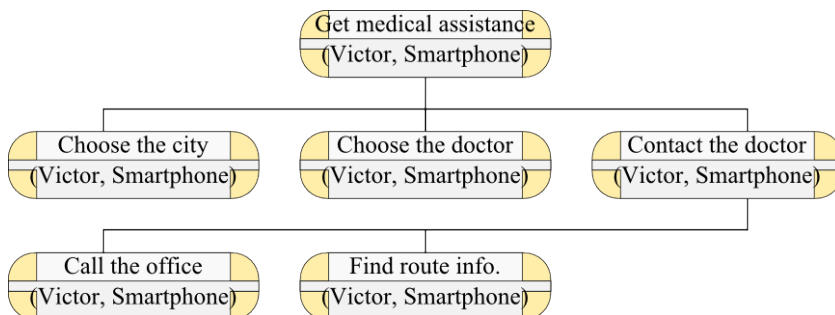 Get medical assistance
(Victor, Smartphone)
Choose the city
(Victor, Smartphone)
Choose the doctor
(Victor, Smartphone)
Contact the doctor
(Victor, Smartphone)
Call the office
(Victor, Smartphone)
Find route info.
(Victor, Smartphone)